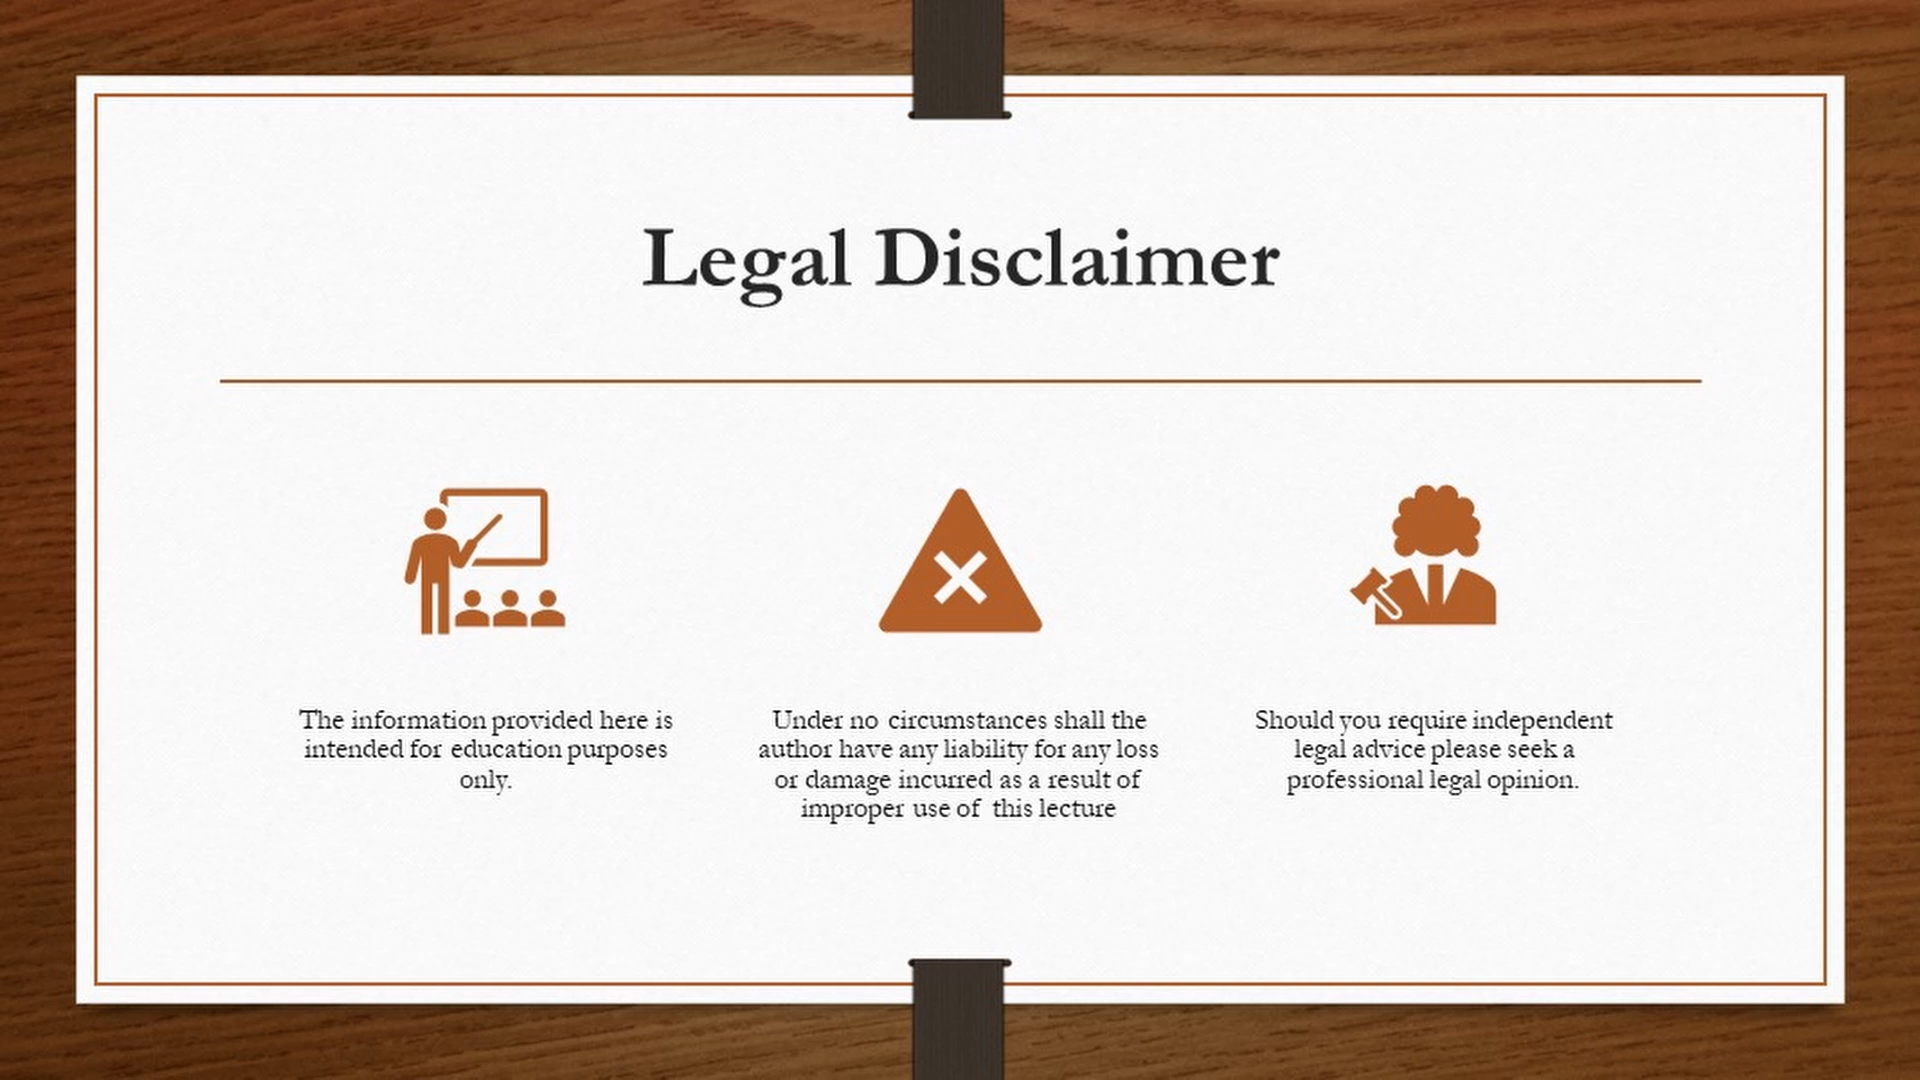 Legal Disclaimer
The information provided here is
intended for education purposes
only.
Under no circumstances shall the
author have any liability for any loss
or damage incurred as a result of
improper use of this lecture
Should you require independent
legal advice please seek a
professional legal opinion.